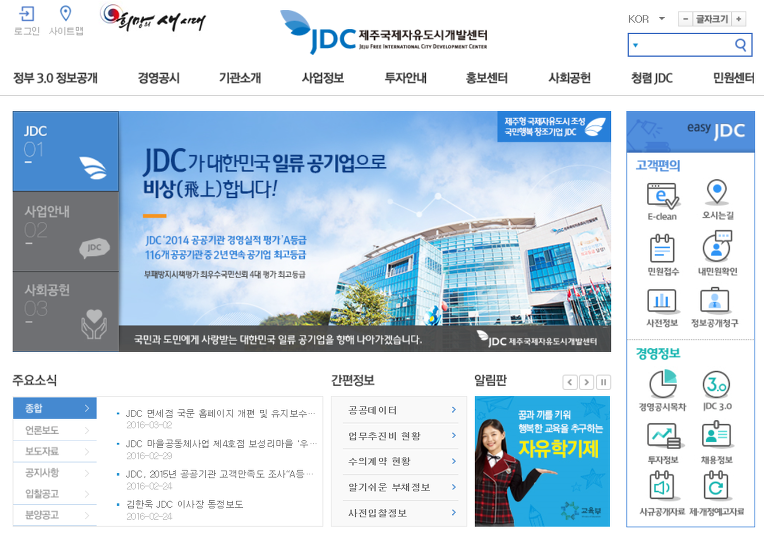 로그인
사이트맵
희망의 새 시대
JDC 제주국제자유도시개발센터
JEJU FREE INTERNATIONAL CITY DEVELOPMENT CENTER
KOR
글자크기
정부 3.0 정보공개
경영공시
기관소개
사업정보
투자안내
홍보센터
사회공헌
청렴 JDC
민원센터
JDC
01
사업안내
02
JDC
사회공헌
03
제주형 국제자유도시 조성
국민행복 창조기업 JDC
JDC가 대한민국 일류 공기업으로
비상(飛上)합니다!
JDC '2014 공공기관 경영실적 평가' A등급
116개 공공기관 중 2년 연속 공기업 최고등급
부패방지시책평가 최우수국민신뢰 4대 평가 최고등급
국민과 도민에게 사랑받는 대한민국 일류 공기업을 향해 나아가겠습니다.
JDC 제주국제자유도시개발센터
easy JDC
고객편의
E-clean
오시는길
민원접수
내민원확인
사전정보
정보공개청구
경영정보
경영공시목차
3.0
JDC 3.0
투자정보
채용정보
사규공개자료
제·개정예고자료
주요소식
종합
언론보도
보도자료
공지사항
입찰공고
분양공고
JDC 면세점 국문 홈페이지 개편 및 유지보수…
2016-03-02
JDC 마을공동체사업 제4호점 보성리마을 '우…
2016-02-29
JDC, 2015년 공공기관 고객만족도 조사“A등…
2016-02-24
김한욱 JDC 이사장 동정보도
2016-02-24
간편정보
공공데이터
업무추진비 현황
수의계약 현황
알기쉬운 부채정보
사전입찰정보
알림판
꿈과 끼를 키워
행복한 교육을 추구하는
자유학기제
교육부